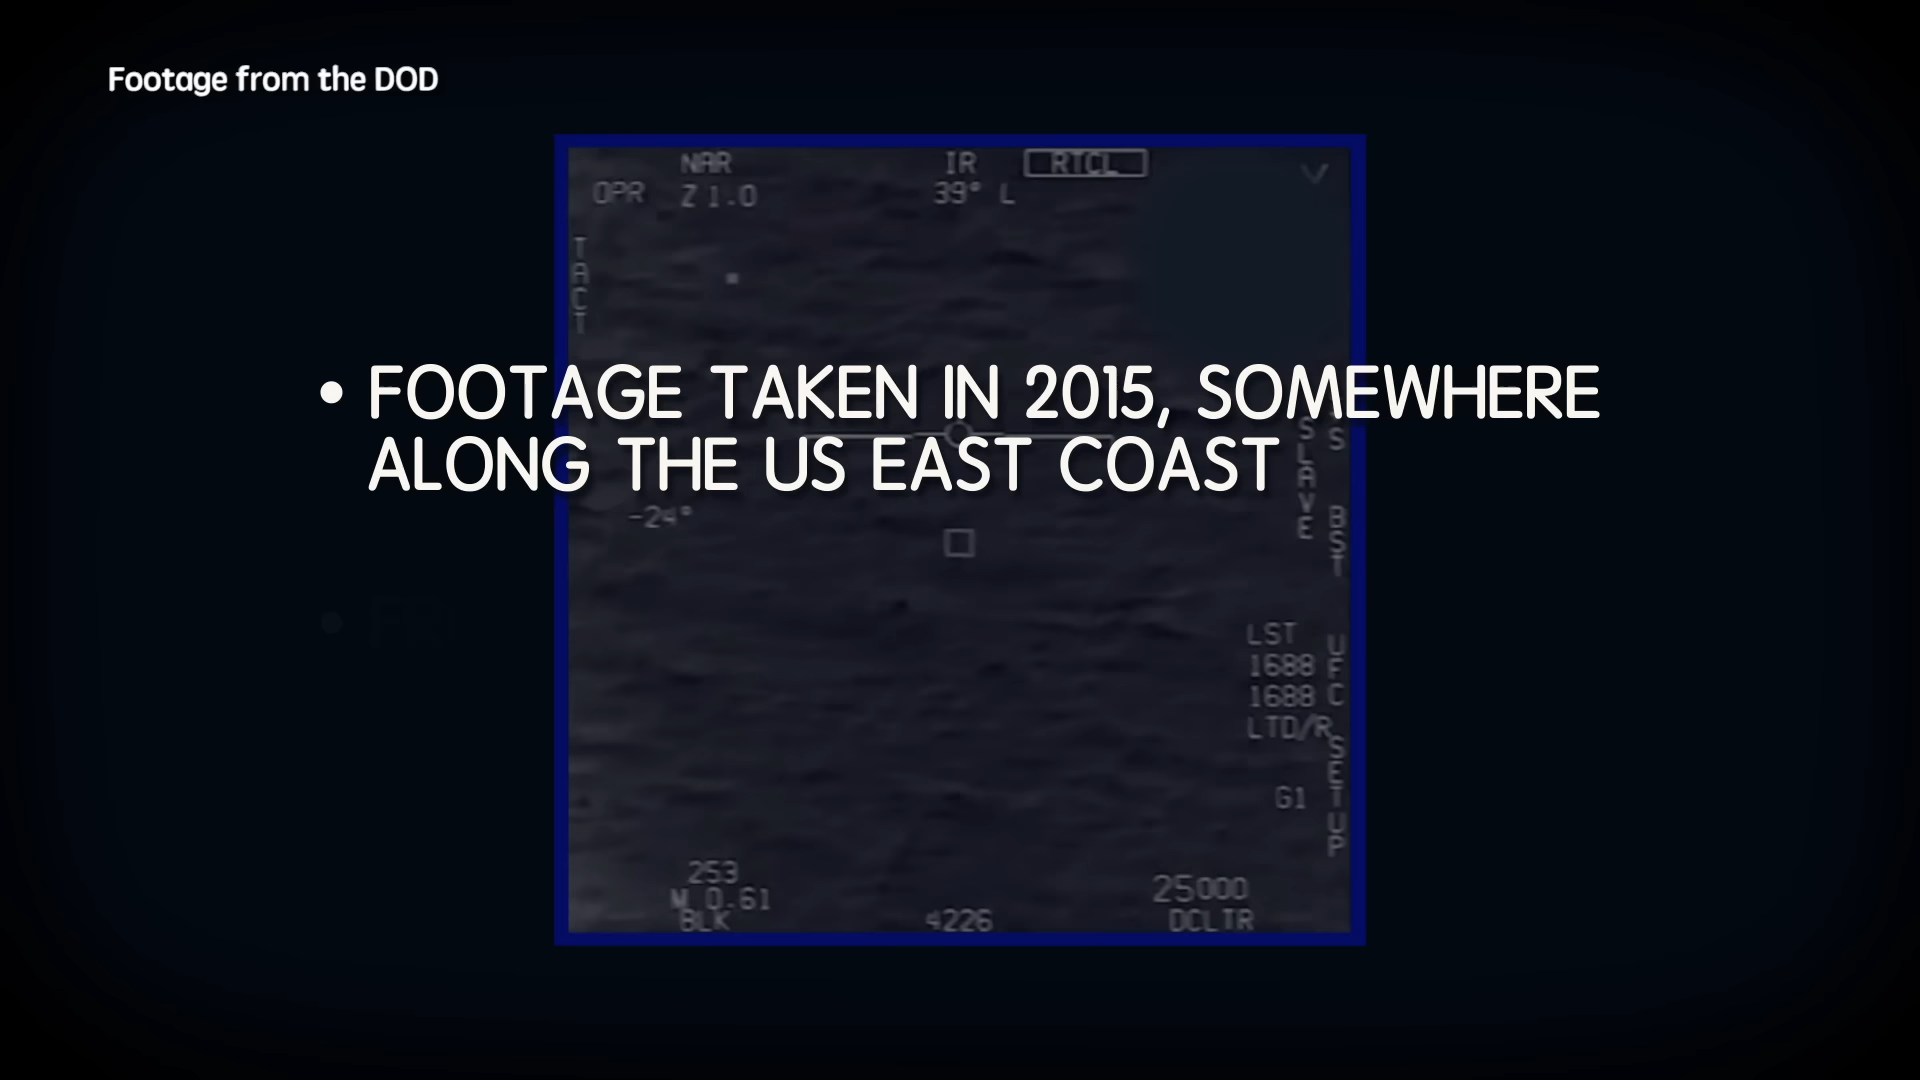 Footage from the DOD
NAR
IR
RTCL
OPR
Z 1.0
39° L
TACT
• FOOTAGE TAKEN IN 2015, SOMEWHERE
ALONG THE US EAST COAST
SLAVE
-24°
BST
LST
1688
1688
LTD/R
UFC
SETUP
G1
253
M 0.61
BLK
4226
25000
DCLTR